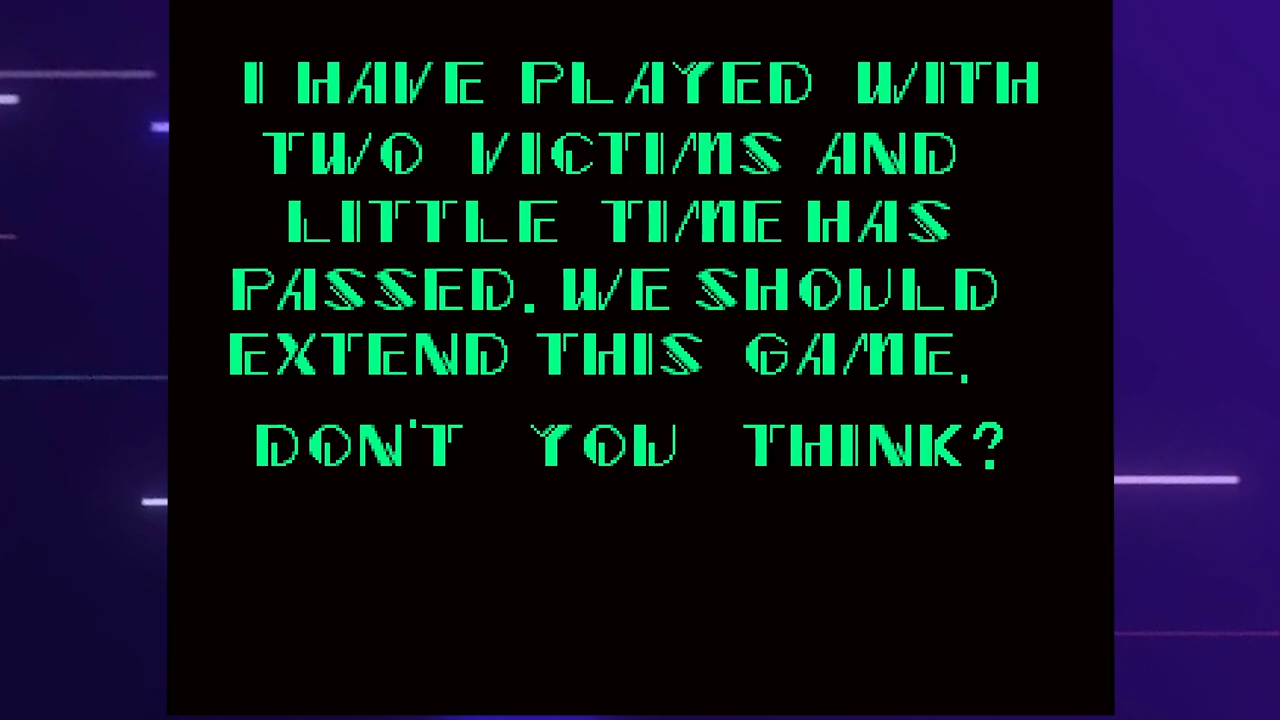 I HAVE PLAYED WITH
TWO VICTIMS AND
LITTLE TIME HAS
PASSED. WE SHOULD
EXTEND THIS GAME.
DON'T YOU THINK?